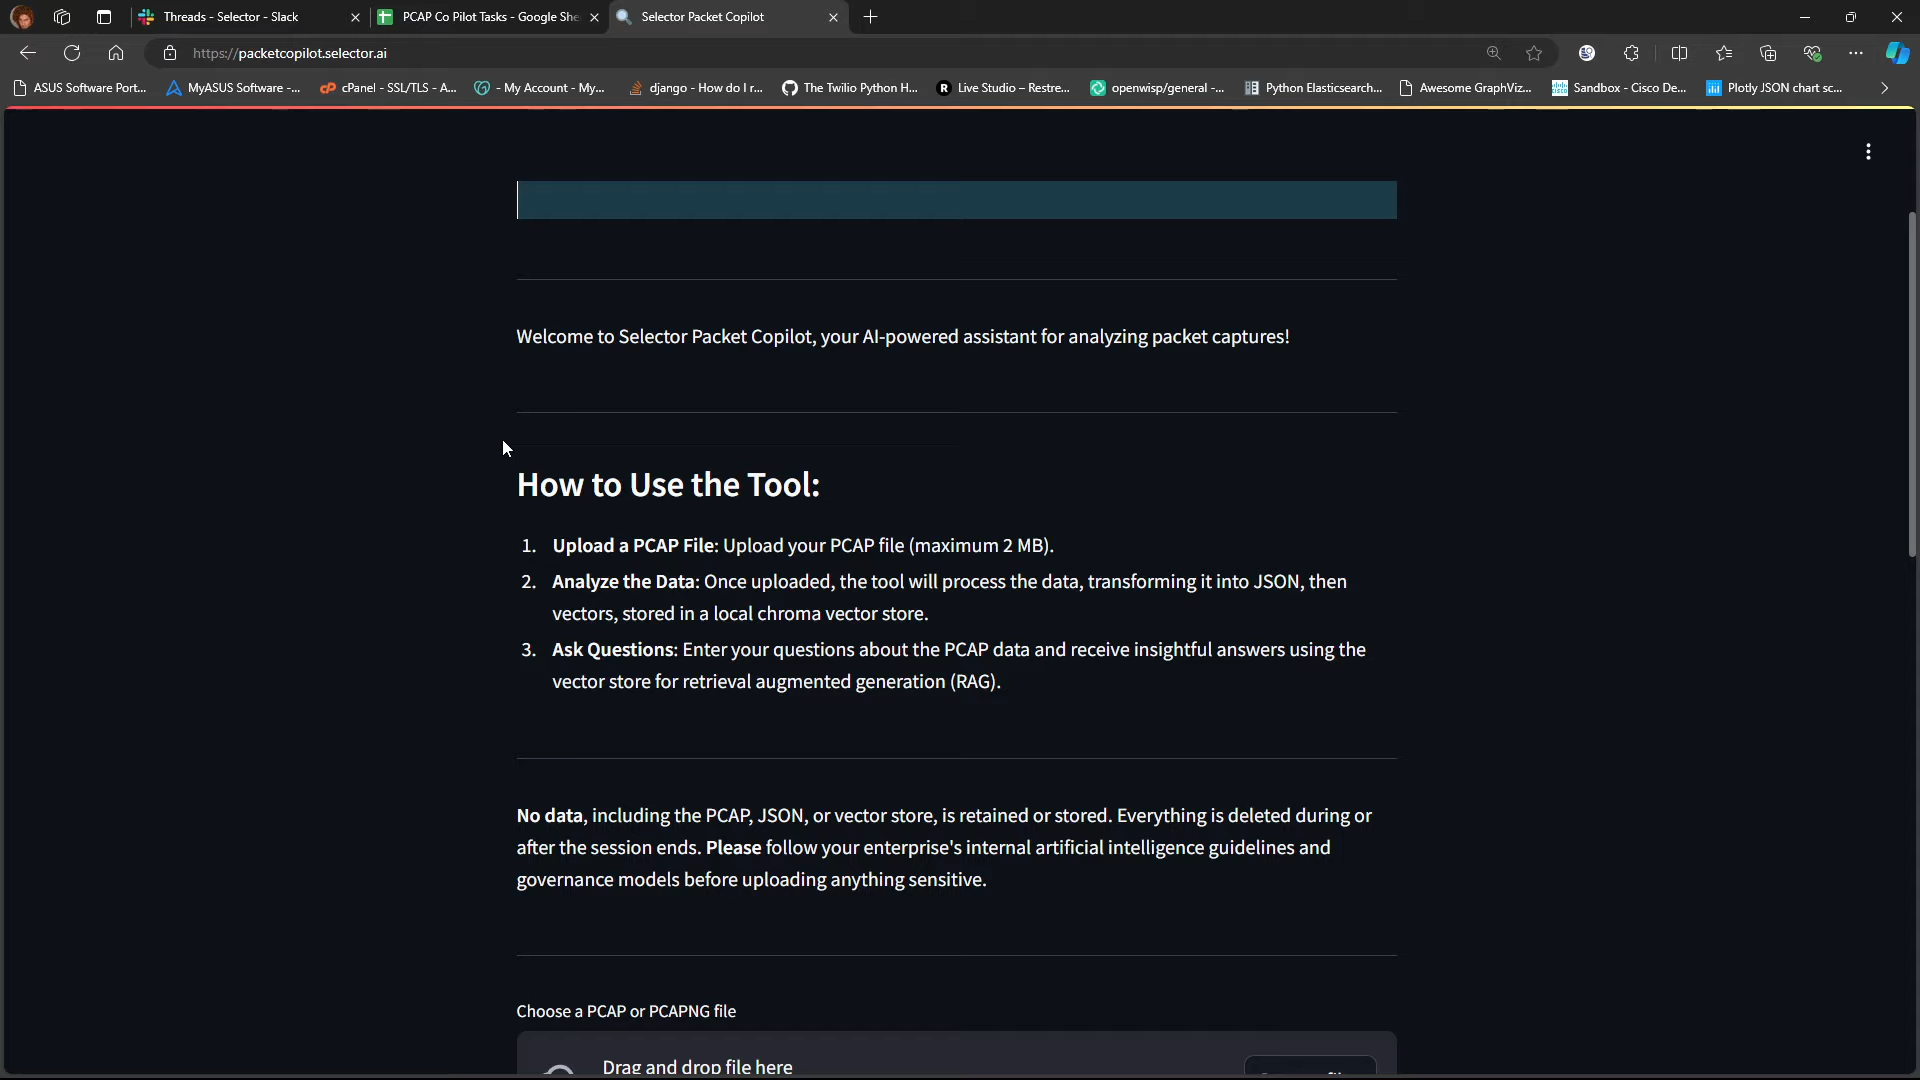 Threads - Selector - Slack
PCAP Co Pilot Tasks - Google She
Selector Packet Copilot
https://packetcopilot.selector.ai
ASUS Software Port...
MyASUS Software -...
cPanel - SSL/TLS - A...
- My Account - My...
django - How do I r...
The Twilio Python H...
Live Studio – Restre...
openwisp/general -...
Python Elasticsearch...
Awesome GraphViz...
Sandbox - Cisco De...
Plotly JSON chart sc...
Welcome to Selector Packet Copilot, your AI-powered assistant for analyzing packet captures!
How to Use the Tool:
1. Upload a PCAP File: Upload your PCAP file (maximum 2 MB).
2. Analyze the Data: Once uploaded, the tool will process the data, transforming it into JSON, then
vectors, stored in a local chroma vector store.
3. Ask Questions: Enter your questions about the PCAP data and receive insightful answers using the
vector store for retrieval augmented generation (RAG).
No data, including the PCAP, JSON, or vector store, is retained or stored. Everything is deleted during or
after the session ends. Please follow your enterprise's internal artificial intelligence guidelines and
governance models before uploading anything sensitive.
Choose a PCAP or PCAPNG file
Drag and drop file here